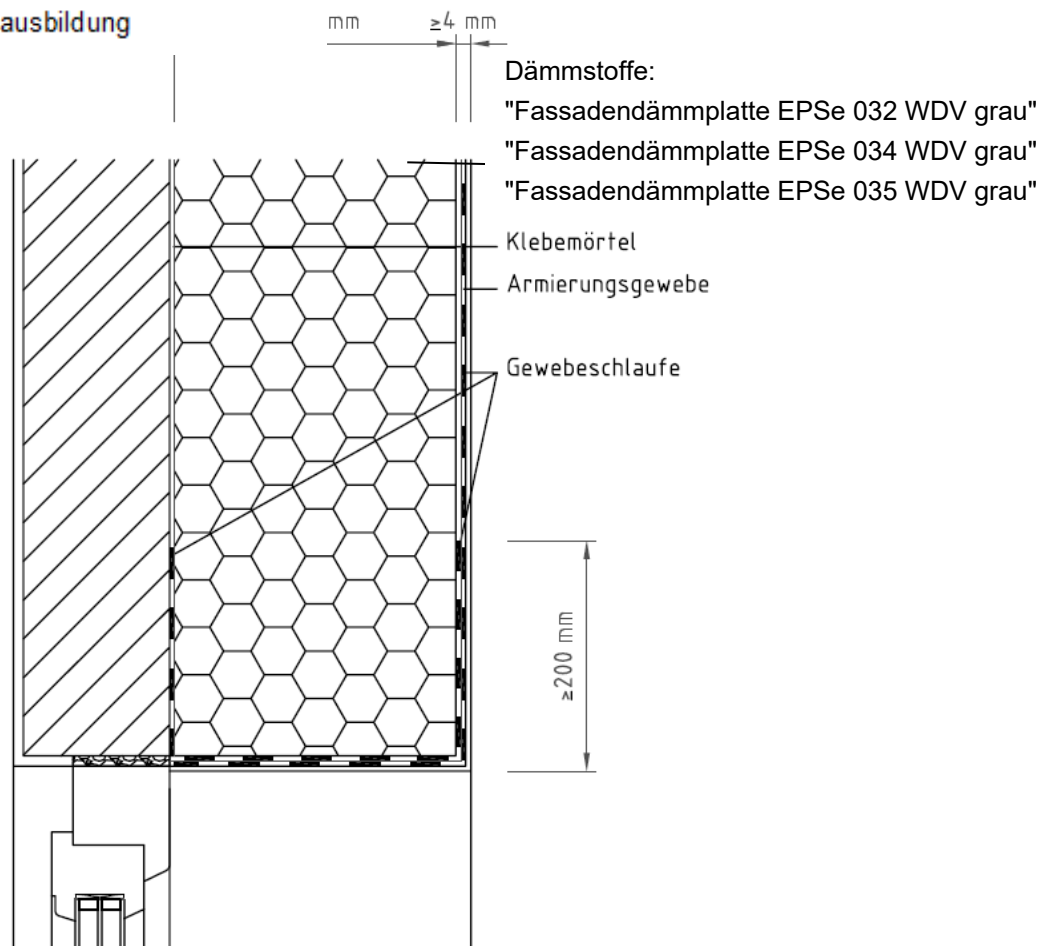 ausbildung
mm
≥4 mm
Dämmstoffe:
"Fassadendämmplatte EPSe 032 WDV grau"
"Fassadendämmplatte EPSe 034 WDV grau"
"Fassadendämmplatte EPSe 035 WDV grau"
Klebemörtel
Armierungsgewebe
Gewebeschlaufe
≥200 mm